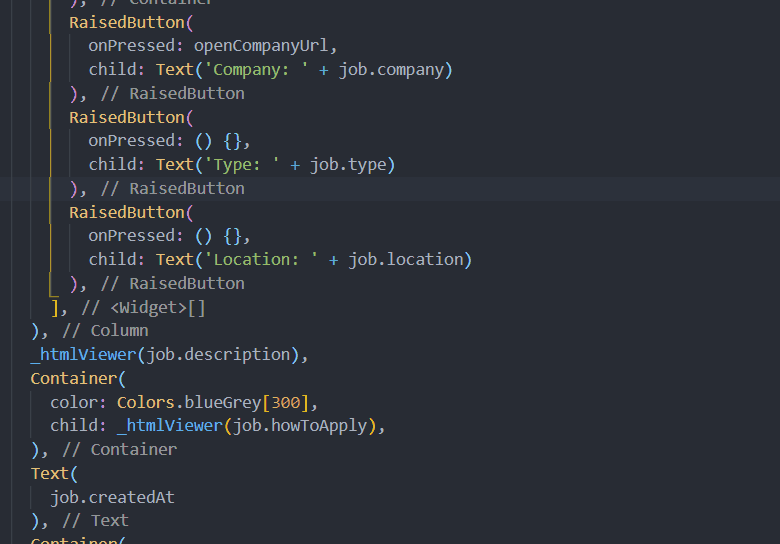 ), // Container
RaisedButton(
onPressed: openCompanyUrl,
child: Text('Company: ' + job.company)
), // RaisedButton
RaisedButton(
onPressed: () {},
child: Text('Type: ' + job.type)
), // RaisedButton
RaisedButton(
onPressed: () {},
child: Text('Location: ' + job.location)
), // RaisedButton
], // <Widget>[]
), // Column
_htmlViewer(job.description),
Container(
color: Colors.blueGrey[300],
child: _htmlViewer(job.howToApply),
), // Container
Text(
job.createdAt
), // Text
Container(